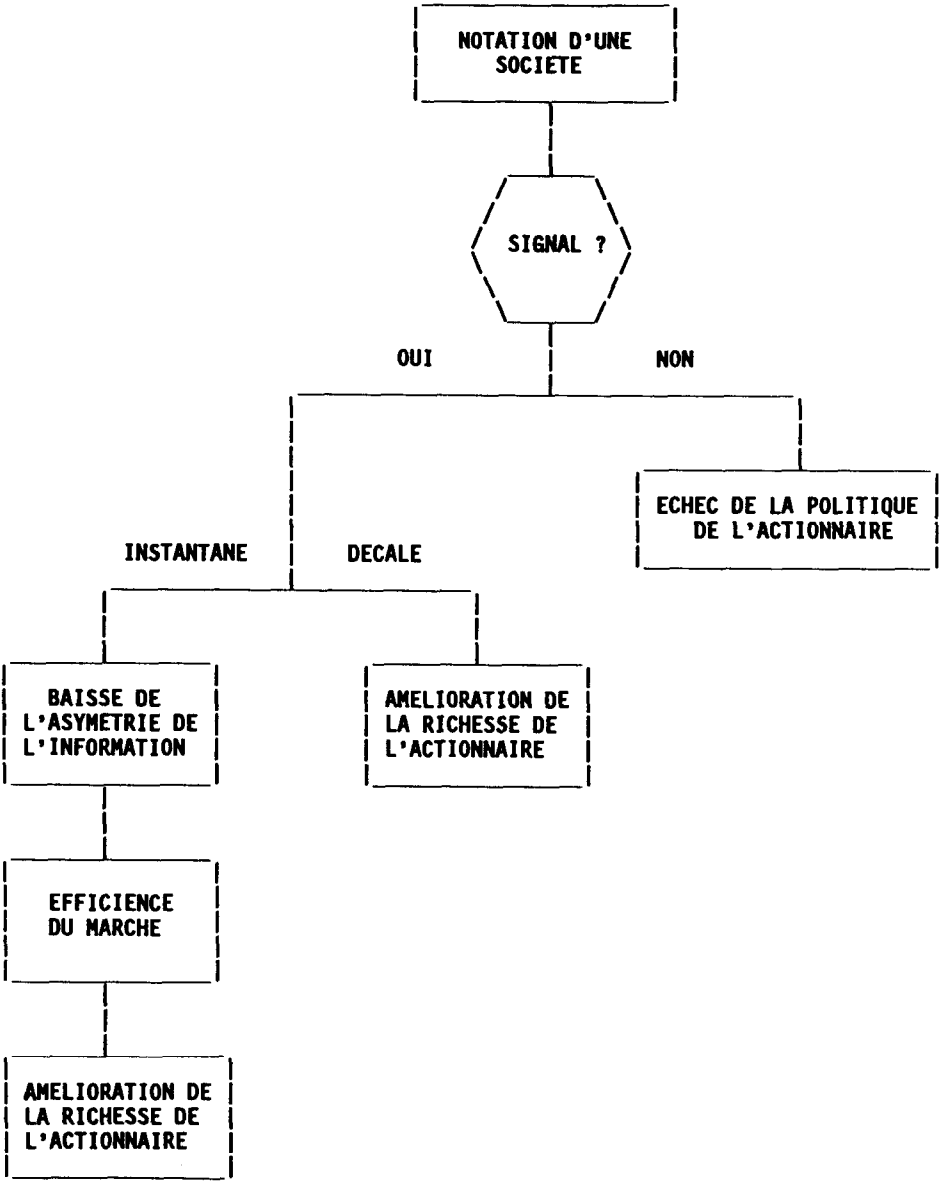 NOTATION D'UNE
SOCIETE
SIGNAL ?
OUI
NON
ECHEC DE LA POLITIQUE
DE L'ACTIONNAIRE
INSTANTANE
DECALE
BAISSE DE
L'ASYMETRIE DE
L'INFORMATION
AMELIORATION DE
LA RICHESSE DE
L'ACTIONNAIRE
EFFICIENCE
DU MARCHE
AMELIORATION DE
LA RICHESSE DE
L'ACTIONNAIRE